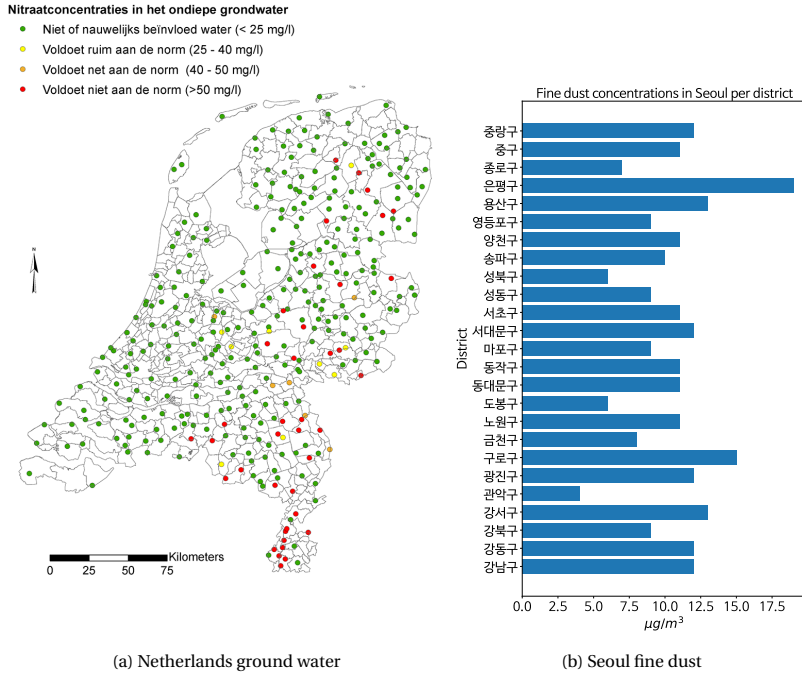 Nitraatconcentraties in het ondiepe grondwater
Niet of nauwelijks beïnvloed water (< 25 mg/l)
Voldoet ruim aan de norm (25 - 40 mg/l)
Voldoet net aan de norm (40 - 50 mg/l)
Voldoet niet aan de norm (>50 mg/l)
N
Kilometers
0 25 50 75
(a) Netherlands ground water
Fine dust concentrations in Seoul per district
District
중랑구
중구
종로구
은평구
용산구
영등포구
양천구
송파구
성북구
성동구
서초구
서대문구
마포구
동작구
동대문구
도봉구
노원구
금천구
구로구
광진구
관악구
강서구
강북구
강동구
강남구
0.0 2.5 5.0 7.5 10.0 12.5 15.0 17.5
μg/m³
(b) Seoul fine dust